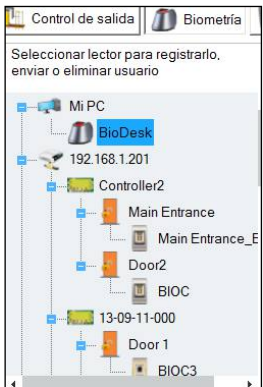 Control de salida Biometría
Seleccionar lector para registrarlo,
enviar o eliminar usuario
Mi PC
BioDesk
192.168.1.201
Controller2
Main Entrance
Main Entrance_E
Door2
BIOC
13-09-11-000
Door 1
BIOC3